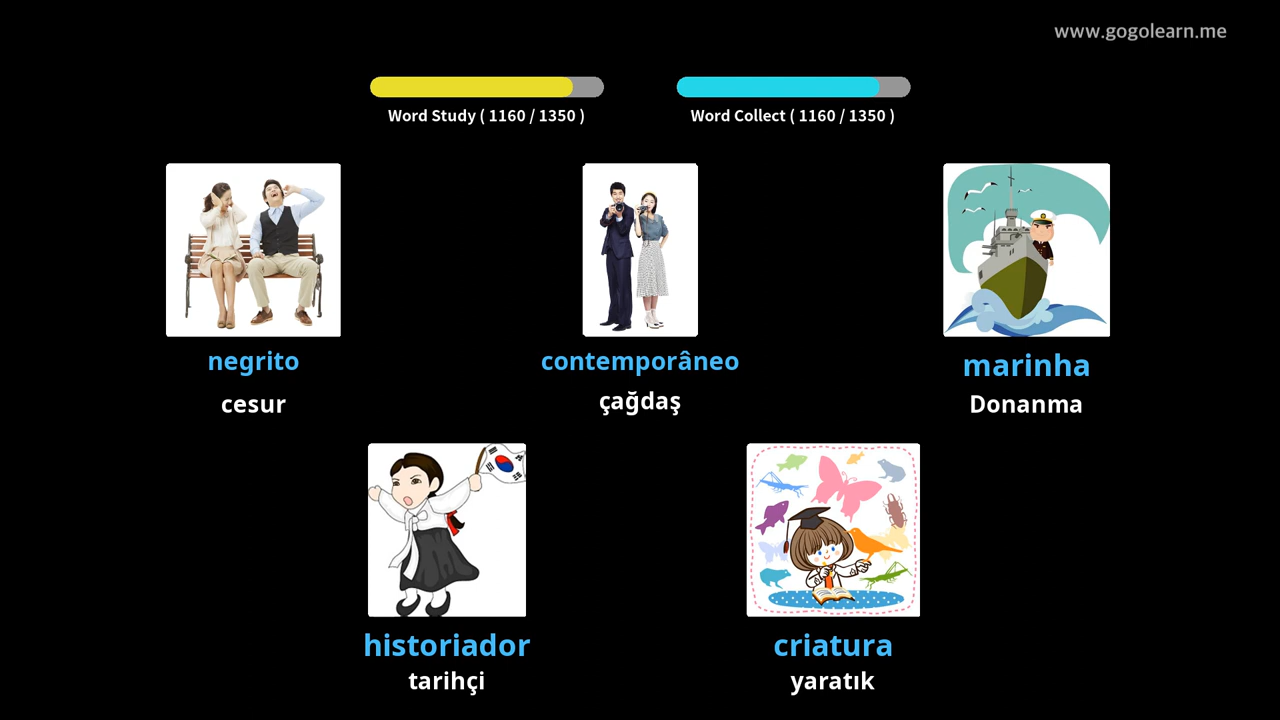 www.gogolearn.me
Word Study ( 1160 / 1350 )
Word Collect ( 1160 / 1350 )
negrito
cesur
contemporâneo
çağdaş
marinha
Donanma
historiador
tarihçi
criatura
yaratık